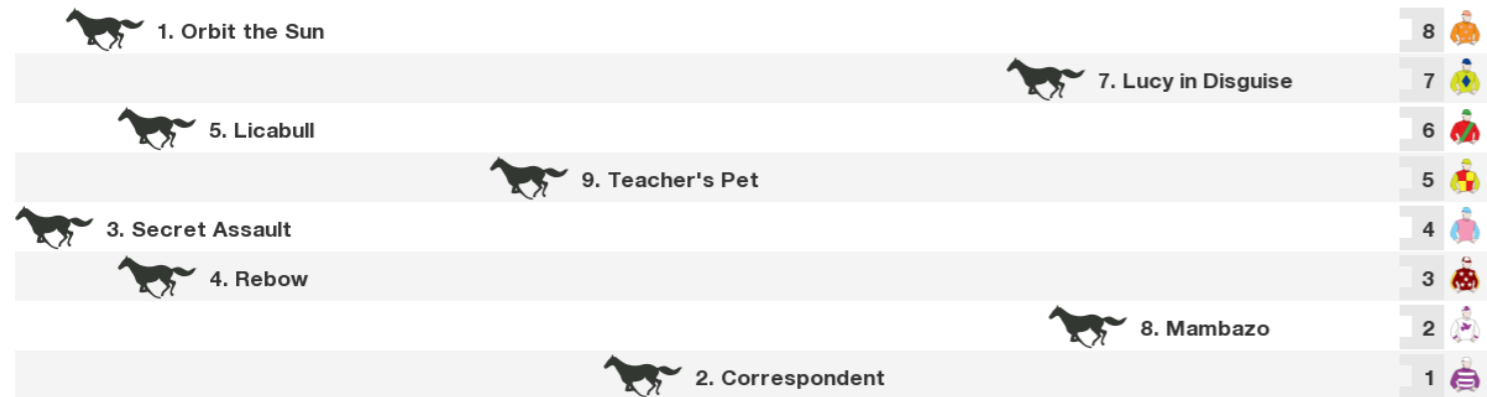 1. Orbit the Sun 8
7. Lucy in Disguise 7
5. Licabull 6
9. Teacher's Pet 5
3. Secret Assault 4
4. Rebow 3
8. Mambazo 2
2. Correspondent 1